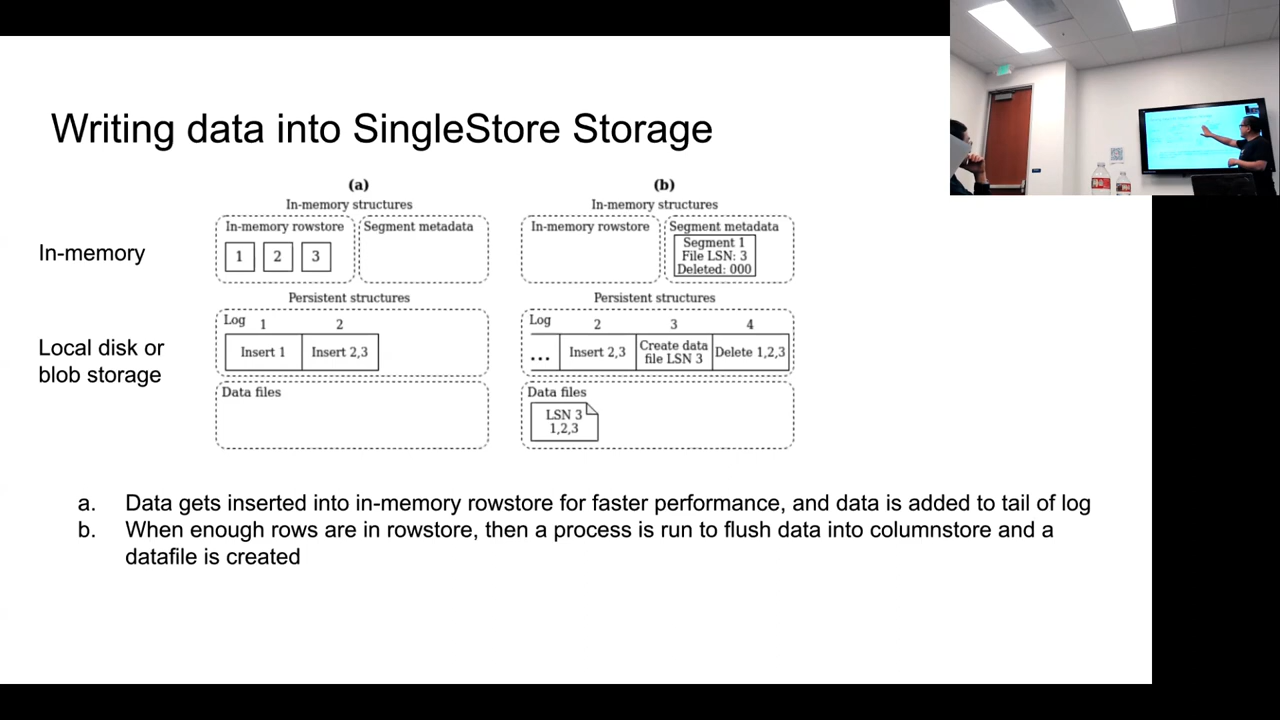 Writing data into SingleStore Storage
(a)
In-memory structures
In-memory rowstore
Segment metadata
1 2 3
Persistent structures
Log 1 2
Insert 1 Insert 2,3
Data files
(b)
In-memory structures
In-memory rowstore
Segment metadata
Segment 1
File LSN: 3
Deleted: 000
Persistent structures
Log 2 3 4
... Insert 2,3
Create data
file LSN 3
Delete 1,2,3
Data files
LSN 3
1,2,3
In-memory
Local disk or
blob storage
a. Data gets inserted into in-memory rowstore for faster performance, and data is added to tail of log
b. When enough rows are in rowstore, then a process is run to flush data into columnstore and a
datafile is created